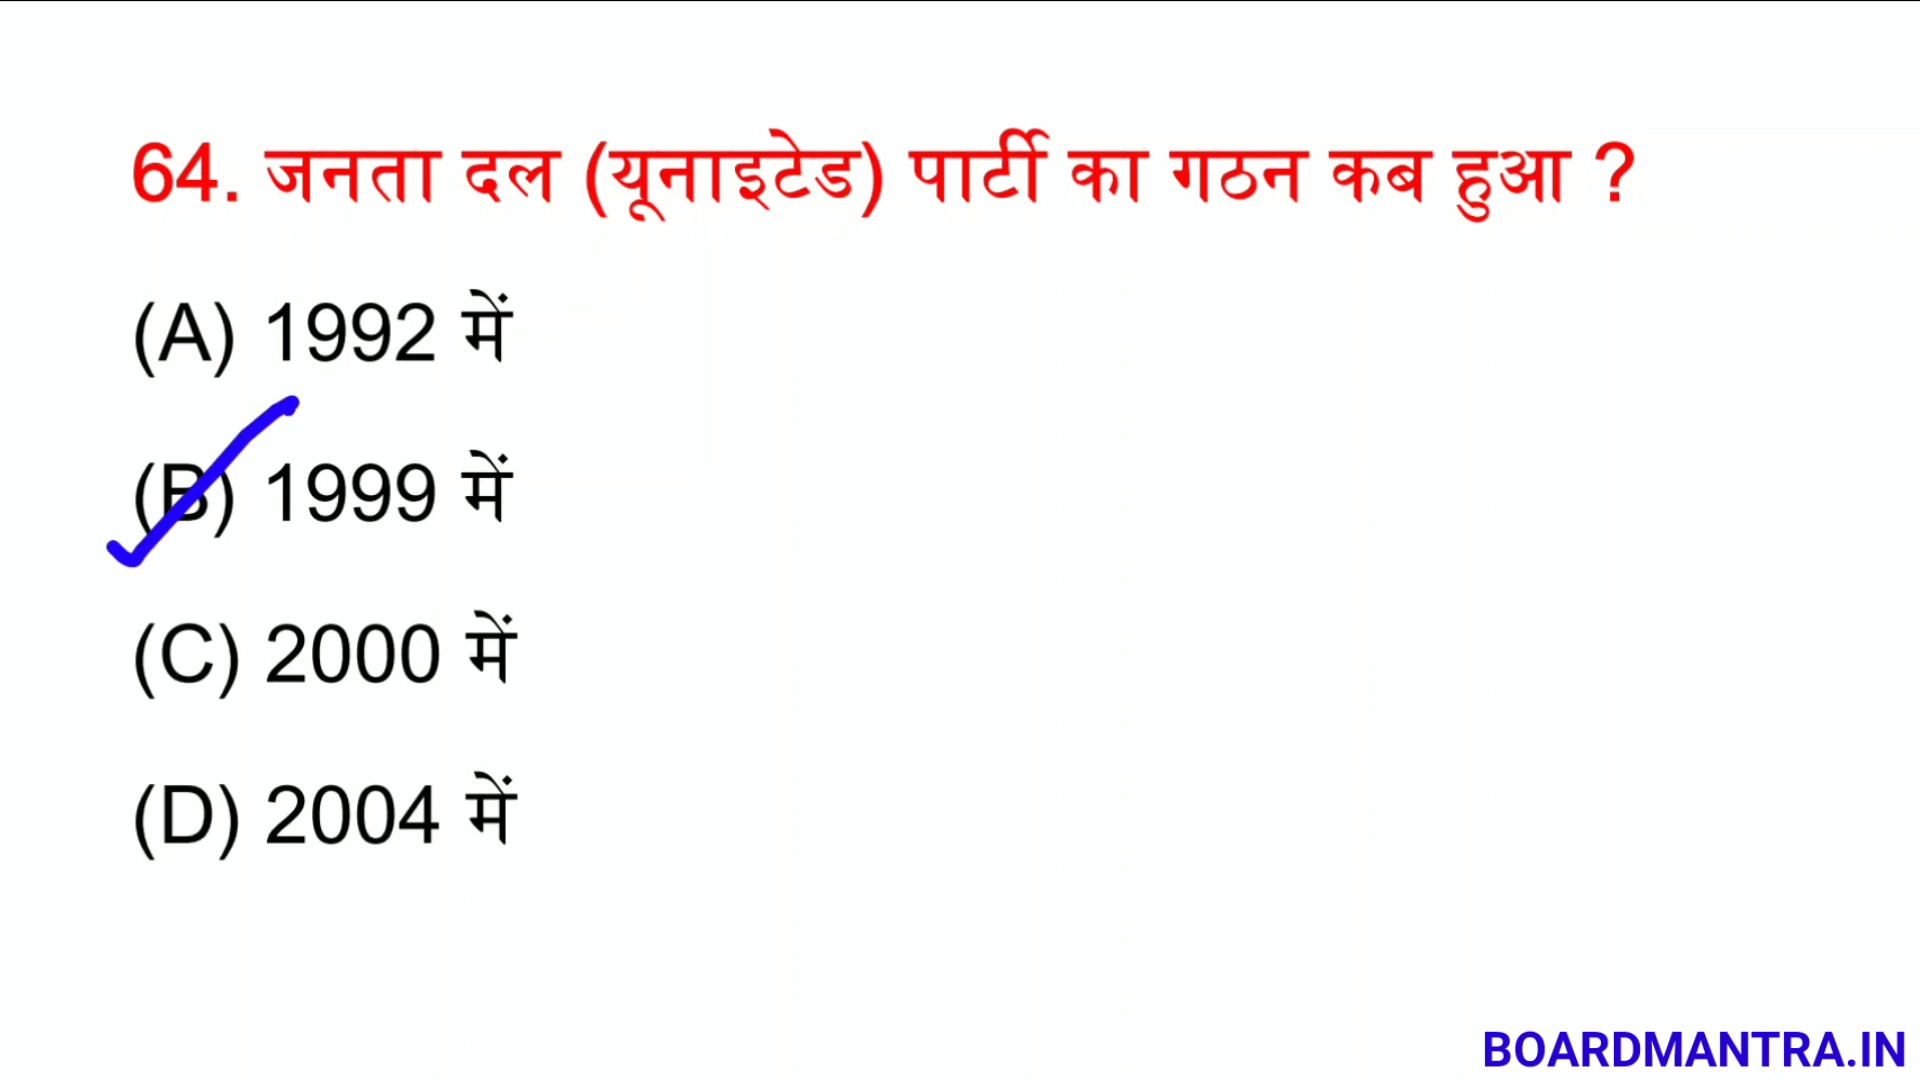 64. जनता दल (यूनाइटेड) पार्टी का गठन कब हुआ ?
(A) 1992 में
(B) 1999 में
(C) 2000 में
(D) 2004 में
BOARDMANTRA.IN